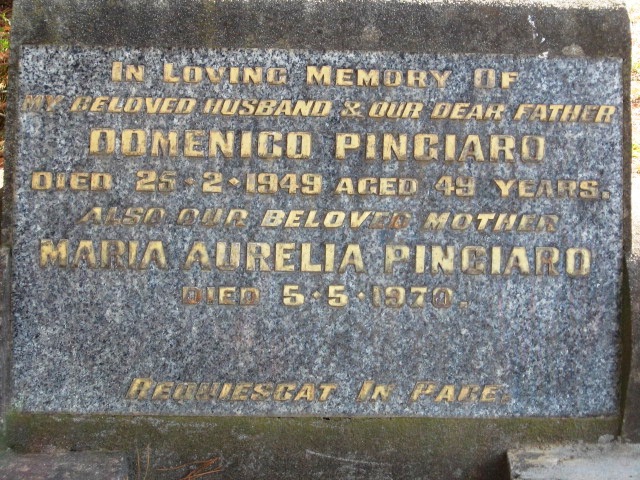 In Loving Memory Of
My Beloved Husband & Our Dear Father
Domenico Pinciaro
Died 25-2-1949 Aged 49 Years.
Also Our Beloved Mother
Maria Aurelia Pinciaro
Died 5-5-1970.
Requiescat In Pace.